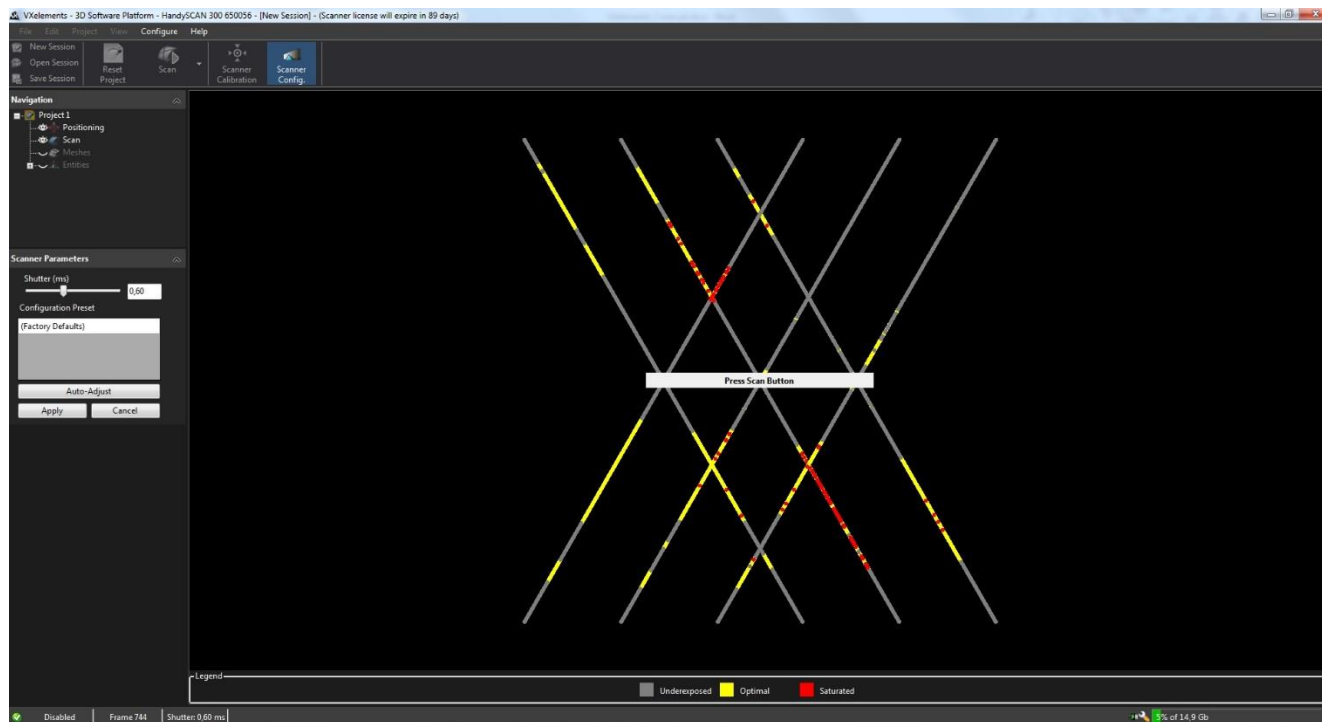 VXelements - 3D Software Platform - HandySCAN 300 650056 - [New Session] - (Scanner license will expire in 89 days)
File Edit Project View Configure Help
New Session
Open Session
Save Session
Reset Project
Scan
Scanner Calibration
Scanner Config.
Navigation
Project 1
Positioning
Scan
Meshes
Entities
Scanner Parameters
Shutter (ms)
0,60
Configuration Preset
(Factory Defaults)
Auto-Adjust
Apply Cancel
Press Scan Button
Legend
Underexposed Optimal Saturated
Disabled Frame 744 Shutter: 0,60 ms 5% of 14,9 Gb